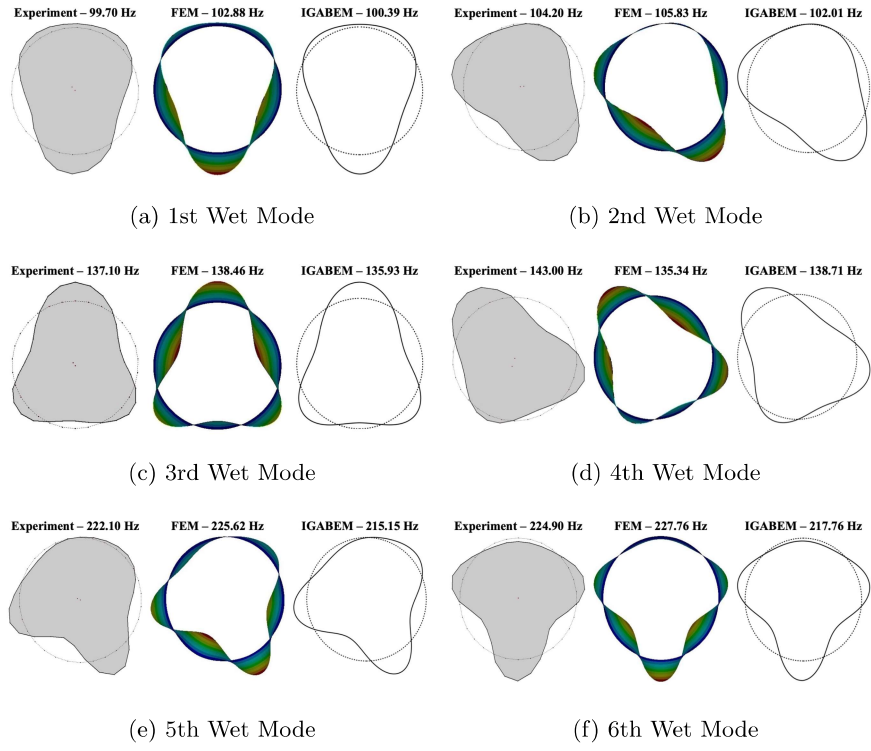 Experiment – 99.70 Hz FEM – 102.88 Hz IGABEM – 100.39 Hz
(a) 1st Wet Mode
Experiment – 104.20 Hz FEM – 105.83 Hz IGABEM – 102.01 Hz
(b) 2nd Wet Mode
Experiment – 137.10 Hz FEM – 138.46 Hz IGABEM – 135.93 Hz
(c) 3rd Wet Mode
Experiment – 143.00 Hz FEM – 135.34 Hz IGABEM – 138.71 Hz
(d) 4th Wet Mode
Experiment – 222.10 Hz FEM – 225.62 Hz IGABEM – 215.15 Hz
(e) 5th Wet Mode
Experiment – 224.90 Hz FEM – 227.76 Hz IGABEM – 217.76 Hz
(f) 6th Wet Mode